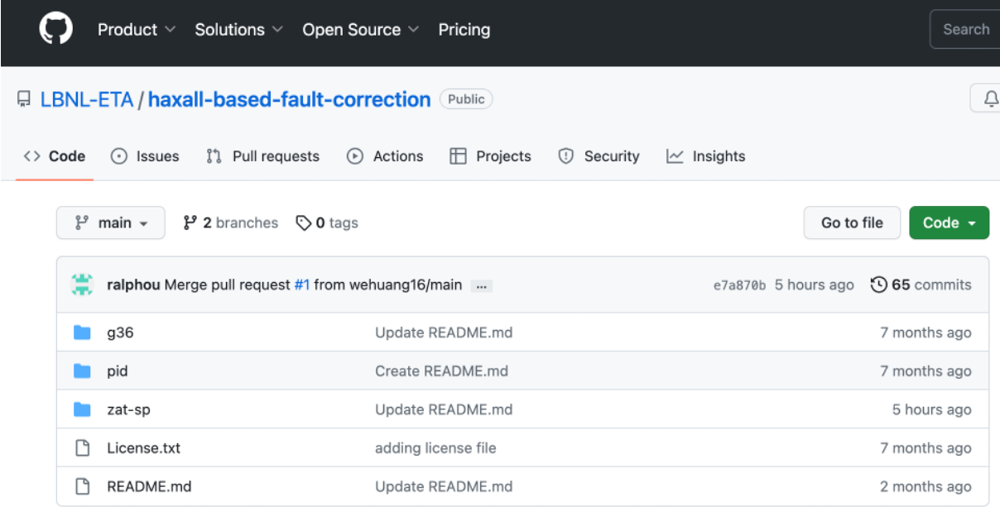 Product Solutions Open Source Pricing Search
LBNL-ETA / haxall-based-fault-correction Public
Code Issues Pull requests Actions Projects Security Insights
main 2 branches 0 tags Go to file Code
ralphou Merge pull request #1 from wehuang16/main ... e7a870b 5 hours ago 65 commits
g36 Update README.md 7 months ago
pid Create README.md 7 months ago
zat-sp Update README.md 5 hours ago
License.txt adding license file 7 months ago
README.md Update README.md 2 months ago